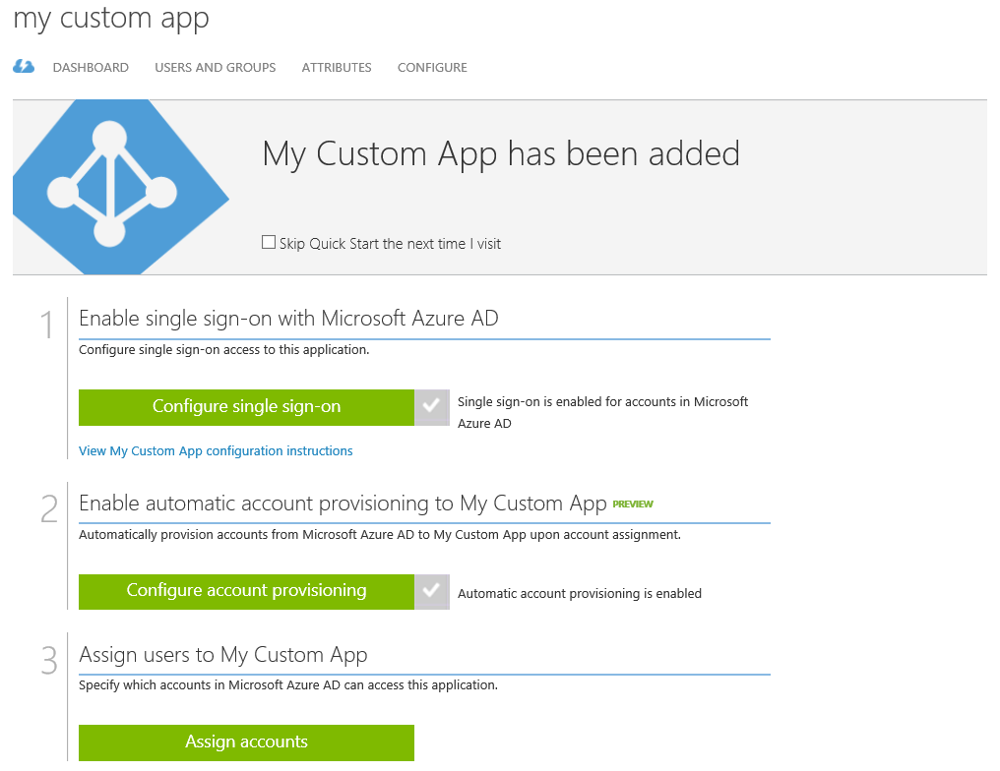 my custom app
DASHBOARD USERS AND GROUPS ATTRIBUTES CONFIGURE
My Custom App has been added
Skip Quick Start the next time I visit
1 Enable single sign-on with Microsoft Azure AD
Configure single sign-on access to this application.
Configure single sign-on
Single sign-on is enabled for accounts in Microsoft
Azure AD
View My Custom App configuration instructions
2 Enable automatic account provisioning to My Custom App PREVIEW
Automatically provision accounts from Microsoft Azure AD to My Custom App upon account assignment.
Configure account provisioning
Automatic account provisioning is enabled
3 Assign users to My Custom App
Specify which accounts in Microsoft Azure AD can access this application.
Assign accounts